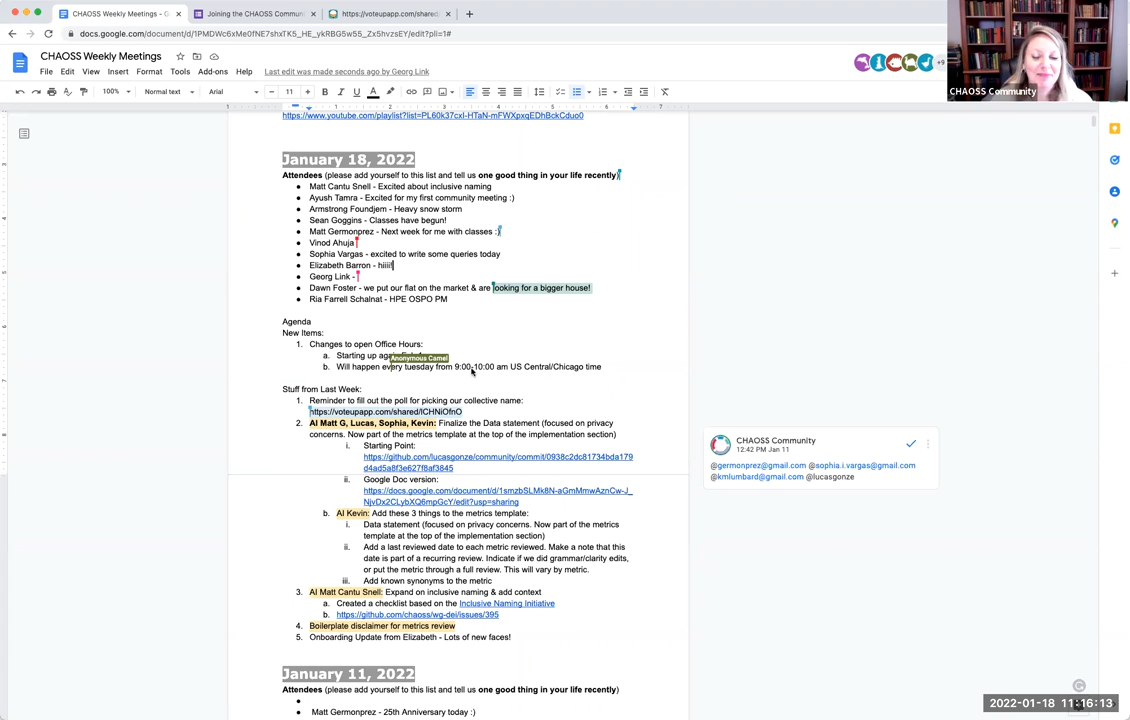 CHAOSS Weekly Meetings - G
Joining the CHAOSS Commun
https://voteupapp.com/shared
docs.google.com/document/d/1PMDWc6xMe0fNE7shxTK5_HE_ykRBG5w55_Zx5hvzsEY/edit?pli=1#
CHAOSS Weekly Meetings
File Edit View Insert Format Tools Add-ons Help Last edit was made seconds ago by Georg Link
+9
100% Normal text Arial 11 B I U A
1 1 2 3 4 5 6 7
CHAOSS Community
https://www.youtube.com/playlist?list=PL60k37cxI-HTaN-mFWXpxqEDhBckCduo0
January 18, 2022
Attendees (please add yourself to this list and tell us one good thing in your life recently)
● Matt Cantu Snell - Excited about inclusive naming
● Ayush Tamra - Excited for my first community meeting :)
● Armstrong Foundjem - Heavy snow storm
● Sean Goggins - Classes have begun!
● Matt Germonprez - Next week for me with classes :)
● Vinod Ahuja
● Sophia Vargas - excited to write some queries today
● Elizabeth Barron - hiiii!
● Georg Link -
● Dawn Foster - we put our flat on the market & are looking for a bigger house!
● Ria Farrell Schalnat - HPE OSPO PM
Agenda
New Items:
1. Changes to open Office Hours:
a. Starting up
Anonymous Camel
b. Will happen every tuesday from 9:00-10:00 am US Central/Chicago time
Stuff from Last Week:
1. Reminder to fill out the poll for picking our collective name:
https://voteupapp.com/shared/lCHNiOfnO
2. AI Matt G, Lucas, Sophia, Kevin: Finalize the Data statement (focused on privacy
concerns. Now part of the metrics template at the top of the implementation section)
i. Starting Point:
https://github.com/lucasgonze/community/commit/0938c2dc81734bda179
d4ad5a8f3e627f8af3845
ii. Google Doc version:
https://docs.google.com/document/d/1smzbSLMk8N-aGmMmwAznCw-J_
NjvDx2CLybXQ6mpGcY/edit?usp=sharing
b. AI Kevin: Add these 3 things to the metrics template:
i. Data statement (focused on privacy concerns. Now part of the metrics
template at the top of the implementation section)
ii. Add a last reviewed date to each metric reviewed. Make a note that this
date is part of a recurring review. Indicate if we did grammar/clarity edits,
or put the metric through a full review. This will vary by metric.
iii. Add known synonyms to the metric
3. AI Matt Cantu Snell: Expand on inclusive naming & add context
a. Created a checklist based on the Inclusive Naming Initiative
b. https://github.com/chaoss/wg-dei/issues/395
4. Boilerplate disclaimer for metrics review
5. Onboarding Update from Elizabeth - Lots of new faces!
CHAOSS Community
12:42 PM Jan 11
@germonprez@gmail.com @sophia.i.vargas@gmail.com
@kmlumbard@gmail.com @lucasgonze
January 11, 2022
Attendees (please add yourself to this list and tell us one good thing in your life recently)
●
● Matt Germonprez - 25th Anniversary today :)
2022-01-18 11:16:13